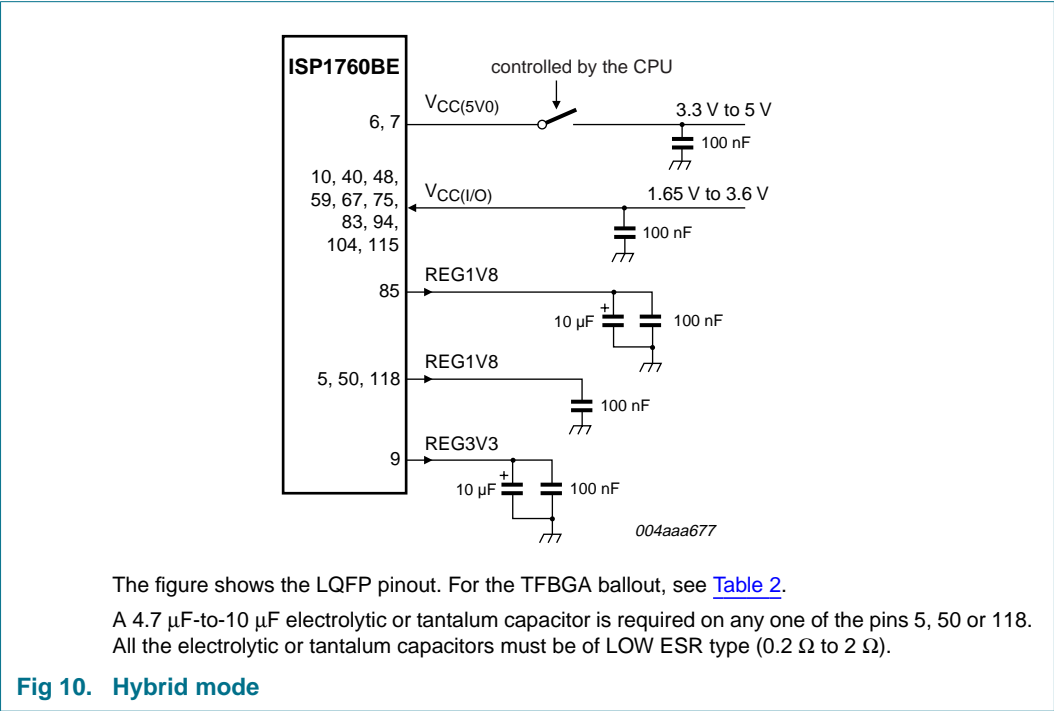 ISP1760BE
controlled by the CPU
6, 7
VCC(5V0)
3.3 V to 5 V
100 nF
10, 40, 48,
59, 67, 75,
83, 94,
104, 115
VCC(I/O)
1.65 V to 3.6 V
100 nF
85
REG1V8
+
10 µF
100 nF
5, 50, 118
REG1V8
100 nF
9
REG3V3
+
10 µF
100 nF
004aaa677
The figure shows the LQFP pinout. For the TFBGA ballout, see Table 2.
A 4.7 µF-to-10 µF electrolytic or tantalum capacitor is required on any one of the pins 5, 50 or 118.
All the electrolytic or tantalum capacitors must be of LOW ESR type (0.2 Ω to 2 Ω).
Fig 10. Hybrid mode